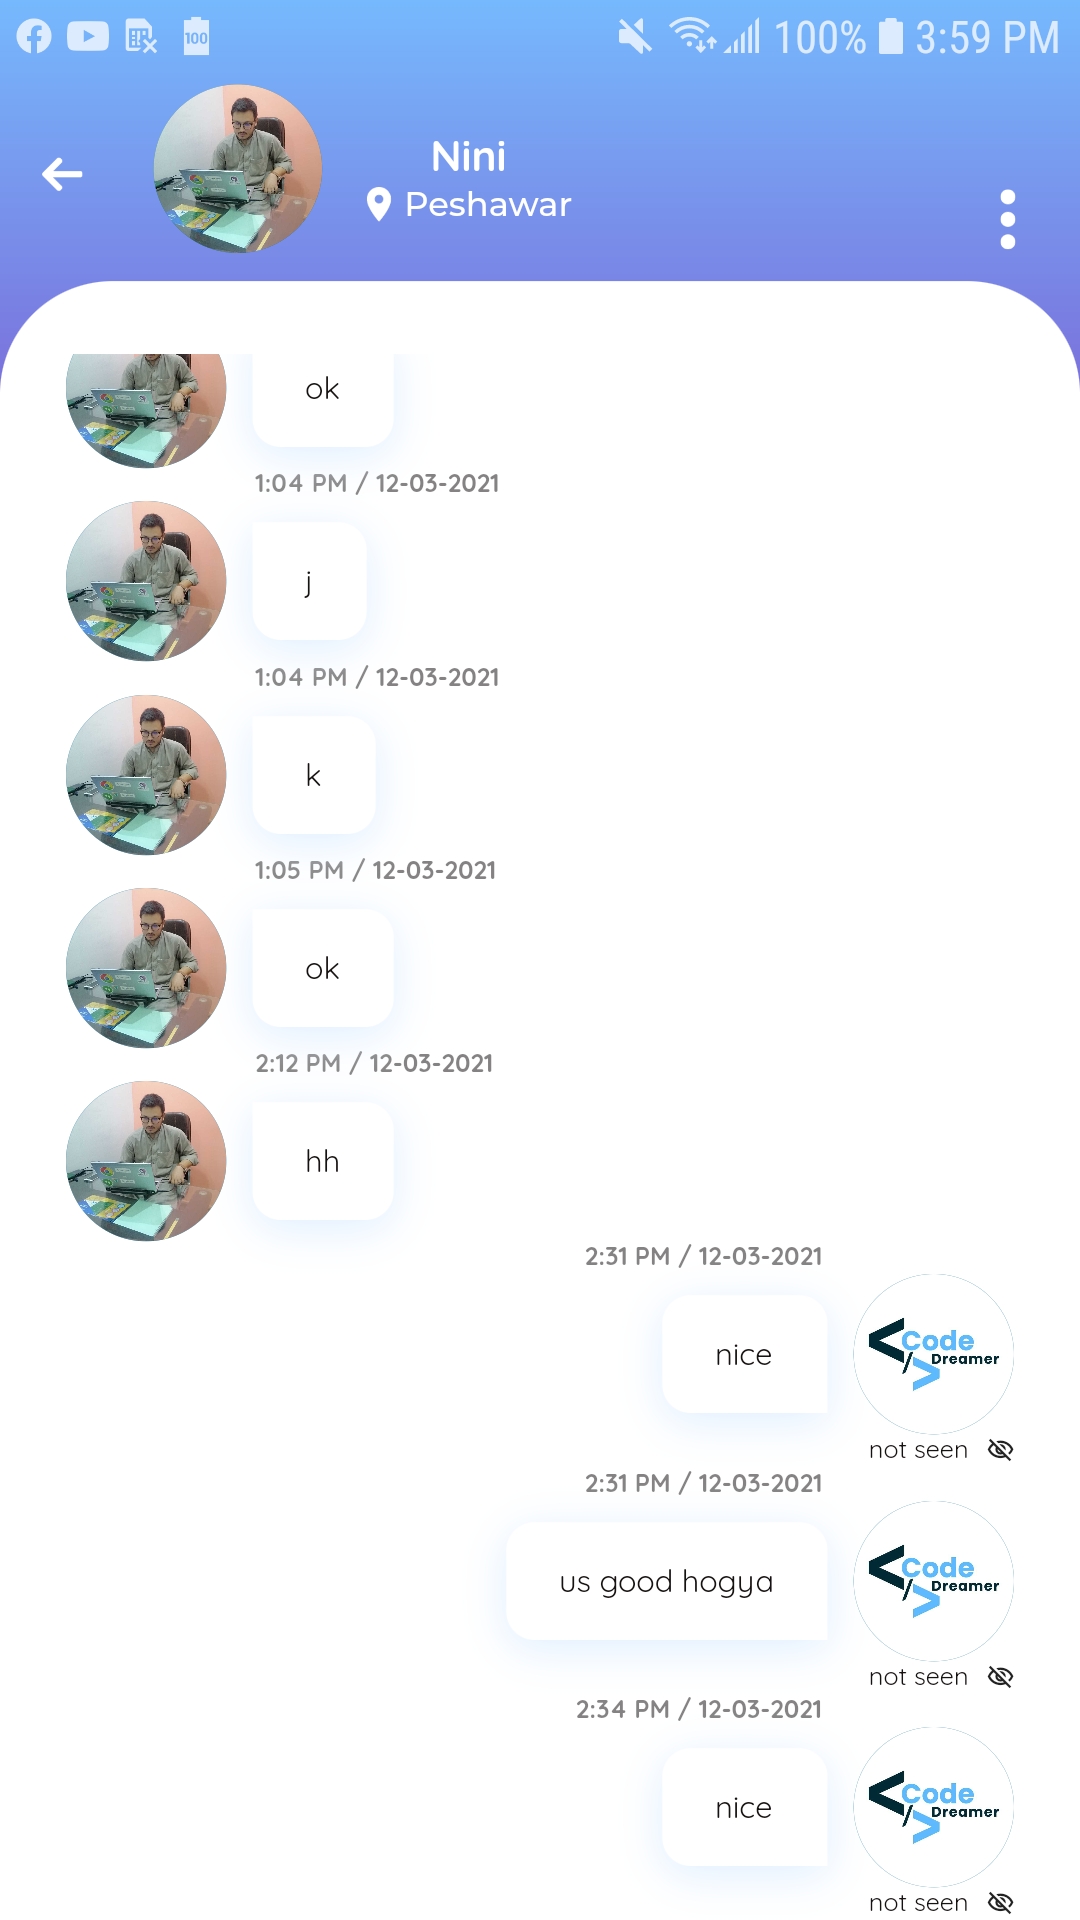 100 100% 3:59 PM
Nini
Peshawar
ok
1:04 PM / 12-03-2021
j
1:04 PM / 12-03-2021
k
1:05 PM / 12-03-2021
ok
2:12 PM / 12-03-2021
hh
2:31 PM / 12-03-2021
nice
<Code
/> Dreamer
not seen
2:31 PM / 12-03-2021
us good hogya
<Code
/> Dreamer
not seen
2:34 PM / 12-03-2021
nice
<Code
/> Dreamer
not seen